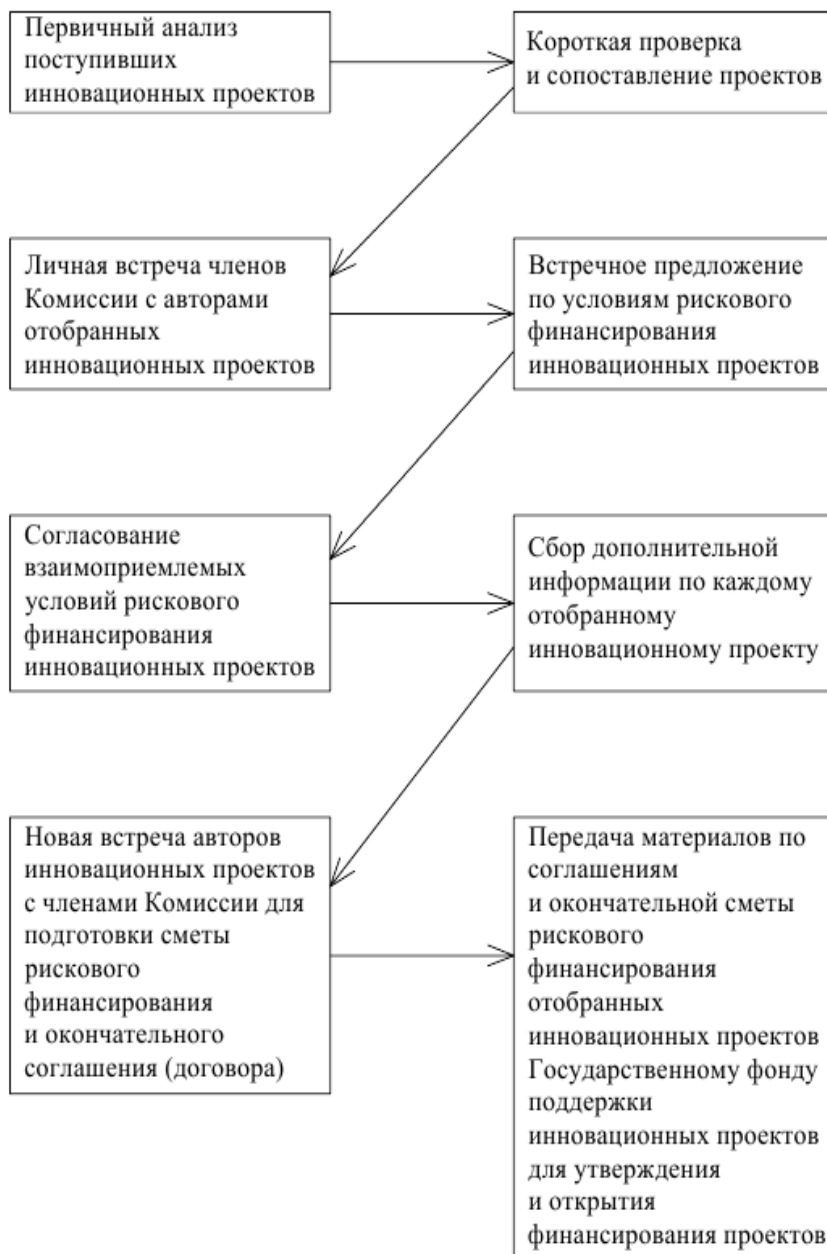 Первичный анализ
поступивших
инновационных проектов
Короткая проверка
и сопоставление проектов
Личная встреча членов
Комиссии с авторами
отобранных
инновационных проектов
Встречное предложение
по условиям рискового
финансирования
инновационных проектов
Согласование
взаимоприемлемых
условий рискового
финансирования
инновационных проектов
Сбор дополнительной
информации по каждому
отобранному
инновационному проекту
Новая встреча авторов
инновационных проектов
с членами Комиссии для
подготовки сметы
рискового
финансирования
и окончательного
соглашения (договора)
Передача материалов по
соглашениям
и окончательной сметы
рискового
финансирования
отобранных
инновационных проектов
Государственному фонду
поддержки
инновационных проектов
для утверждения
и открытия
финансирования проектов